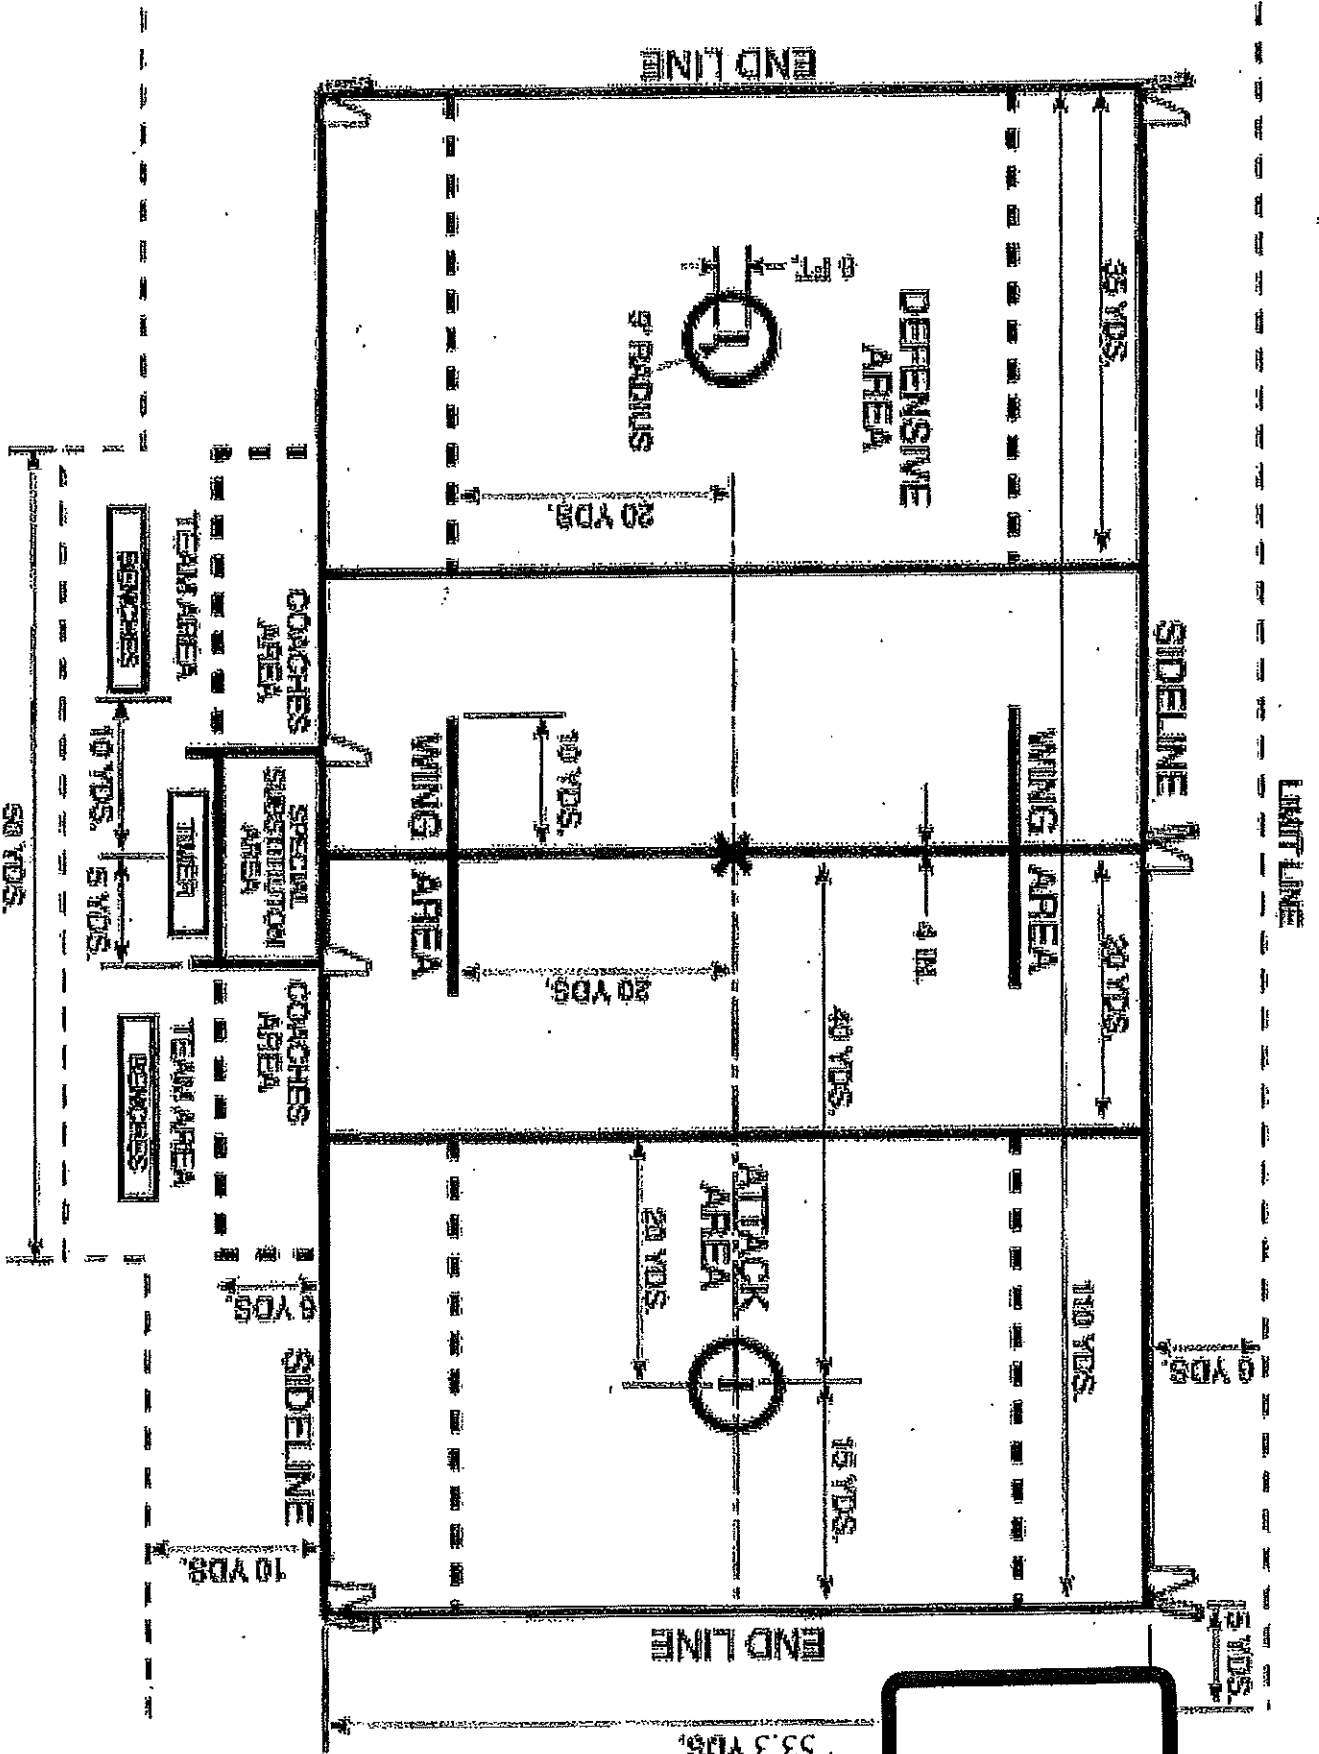 END LINE
6 FT.
DEFENSIVE
AREA
9' RADIUS
35 YDS.
20 YDS.
SIDELINE
LIMIT LINE
COACHES
AREA
TEAM AREA
BENCHES
10 YDS.
5 YDS.
60 YDS.
SPECIAL
SUBSTITUTION
AREA
TIMER
WING AREA
10 YDS.
WING AREA
4 IN.
20 YDS.
20 YDS.
40 YDS.
COACHES
AREA
TEAM AREA
BENCHES
ATTACK
AREA
20 YDS.
110 YDS.
6 YDS.
6 YDS.
SIDELINE
15 YDS.
10 YDS.
END LINE
53.3 YDS.